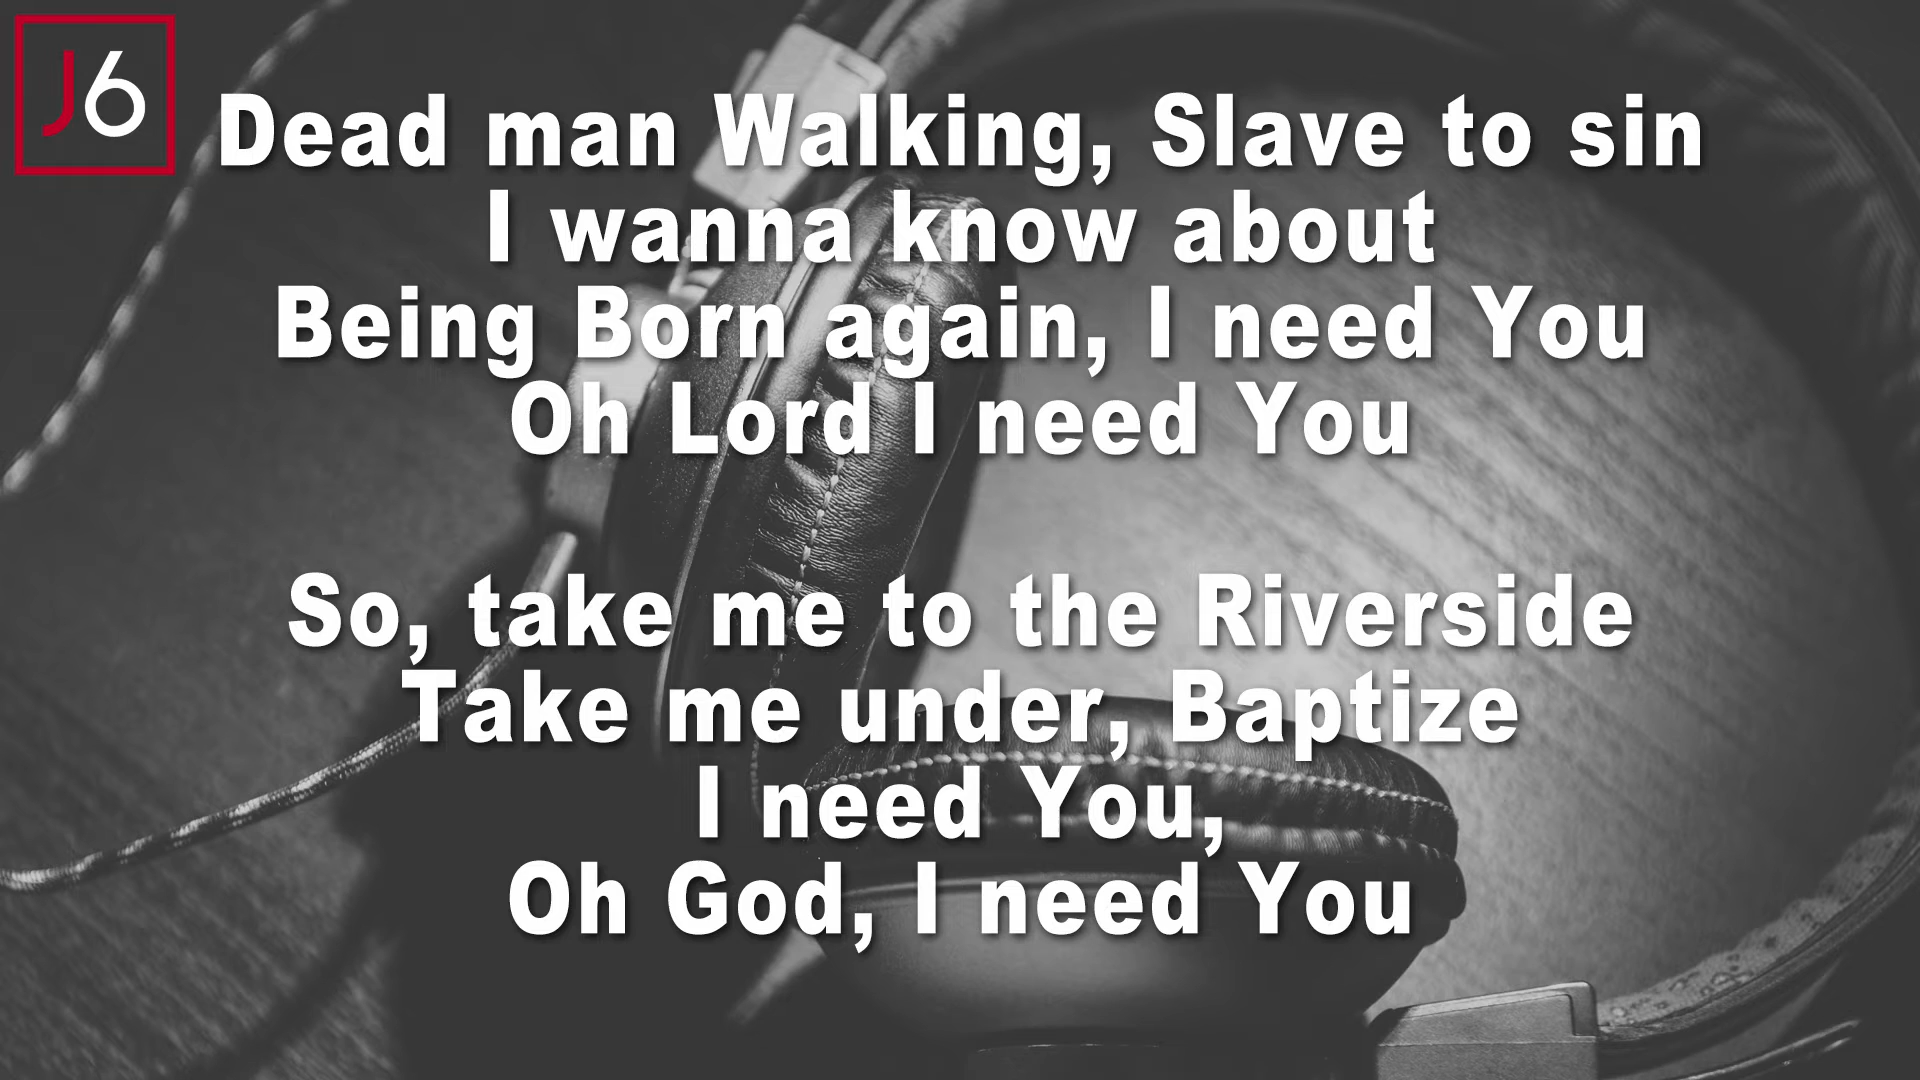 J6
Dead man Walking, Slave to sin
I wanna know about
Being Born again, I need You
Oh Lord I need You
So, take me to the Riverside
Take me under, Baptize
I need You,
Oh God, I need You